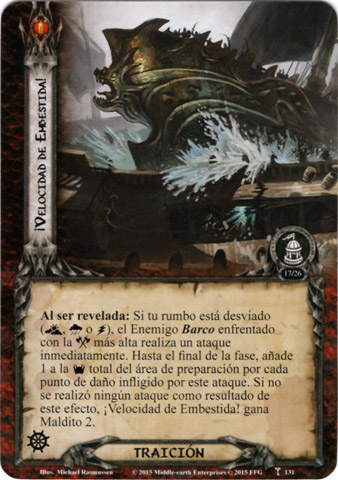 ¡Velocidad de Embestida!
17/26
Al ser revelada: Si tu rumbo está desviado
( , o ), el Enemigo Barco enfrentado
con la más alta realiza un ataque
inmediatamente. Hasta el final de la fase, añade
1 a la total del área de preparación por cada
punto de daño infligido por este ataque. Si no
se realizó ningún ataque como resultado de
este efecto, ¡Velocidad de Embestida! gana
Maldito 2.
TRAICIÓN
Illus. Michael Rasmussen © 2015 Middle-earth Enterprises © 2015 FFG 131